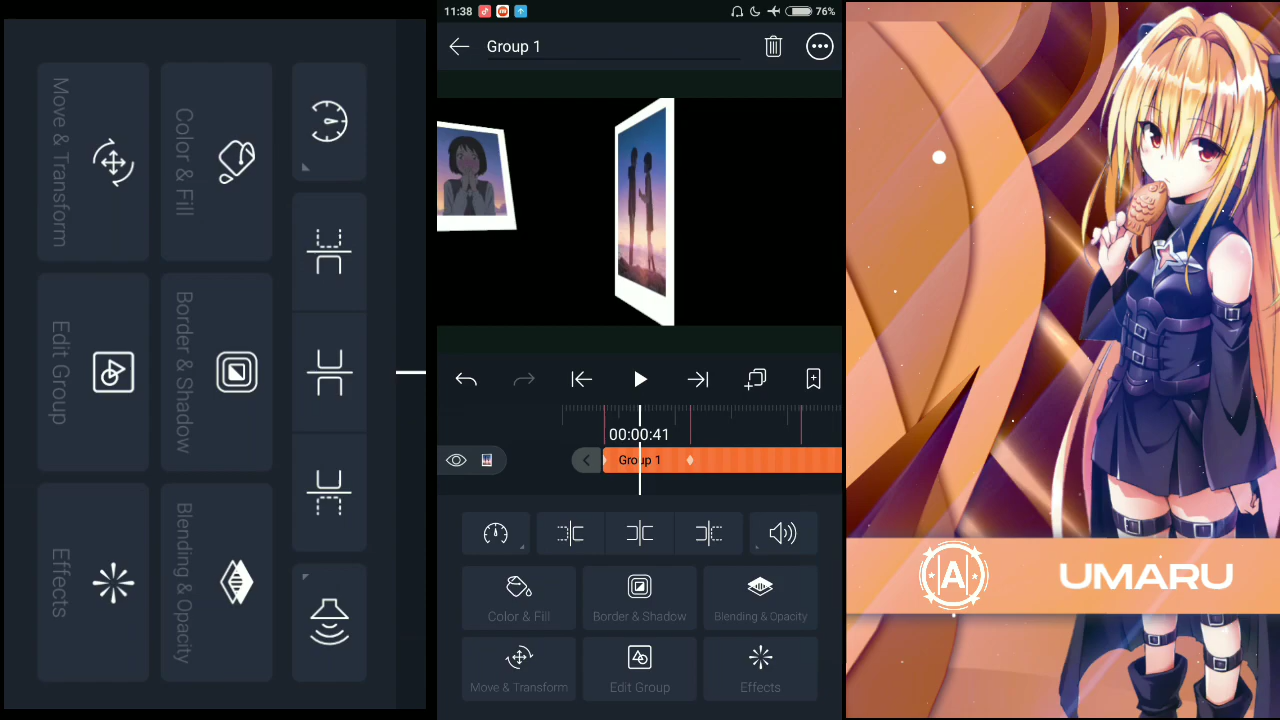 Move & Transform
Color & Fill
Edit Group
Border & Shadow
Effects
Blending & Opacity
11:38
76%
Group 1
00:00:41
Group 1
Color & Fill
Border & Shadow
Blending & Opacity
Move & Transform
Edit Group
Effects
A
UMARU